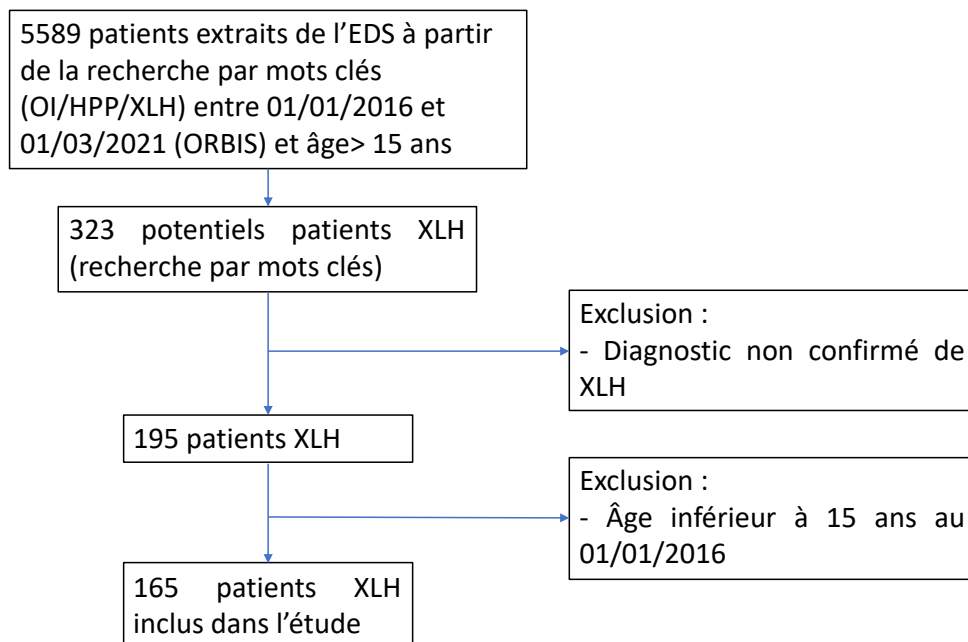 5589 patients extraits de l’EDS à partir
de la recherche par mots clés
(OI/HPP/XLH) entre 01/01/2016 et
01/03/2021 (ORBIS) et âge> 15 ans
323 potentiels patients XLH
(recherche par mots clés)
Exclusion :
- Diagnostic non confirmé de
XLH
195 patients XLH
Exclusion :
- Âge inférieur à 15 ans au
01/01/2016
165 patients XLH
inclus dans l’étude